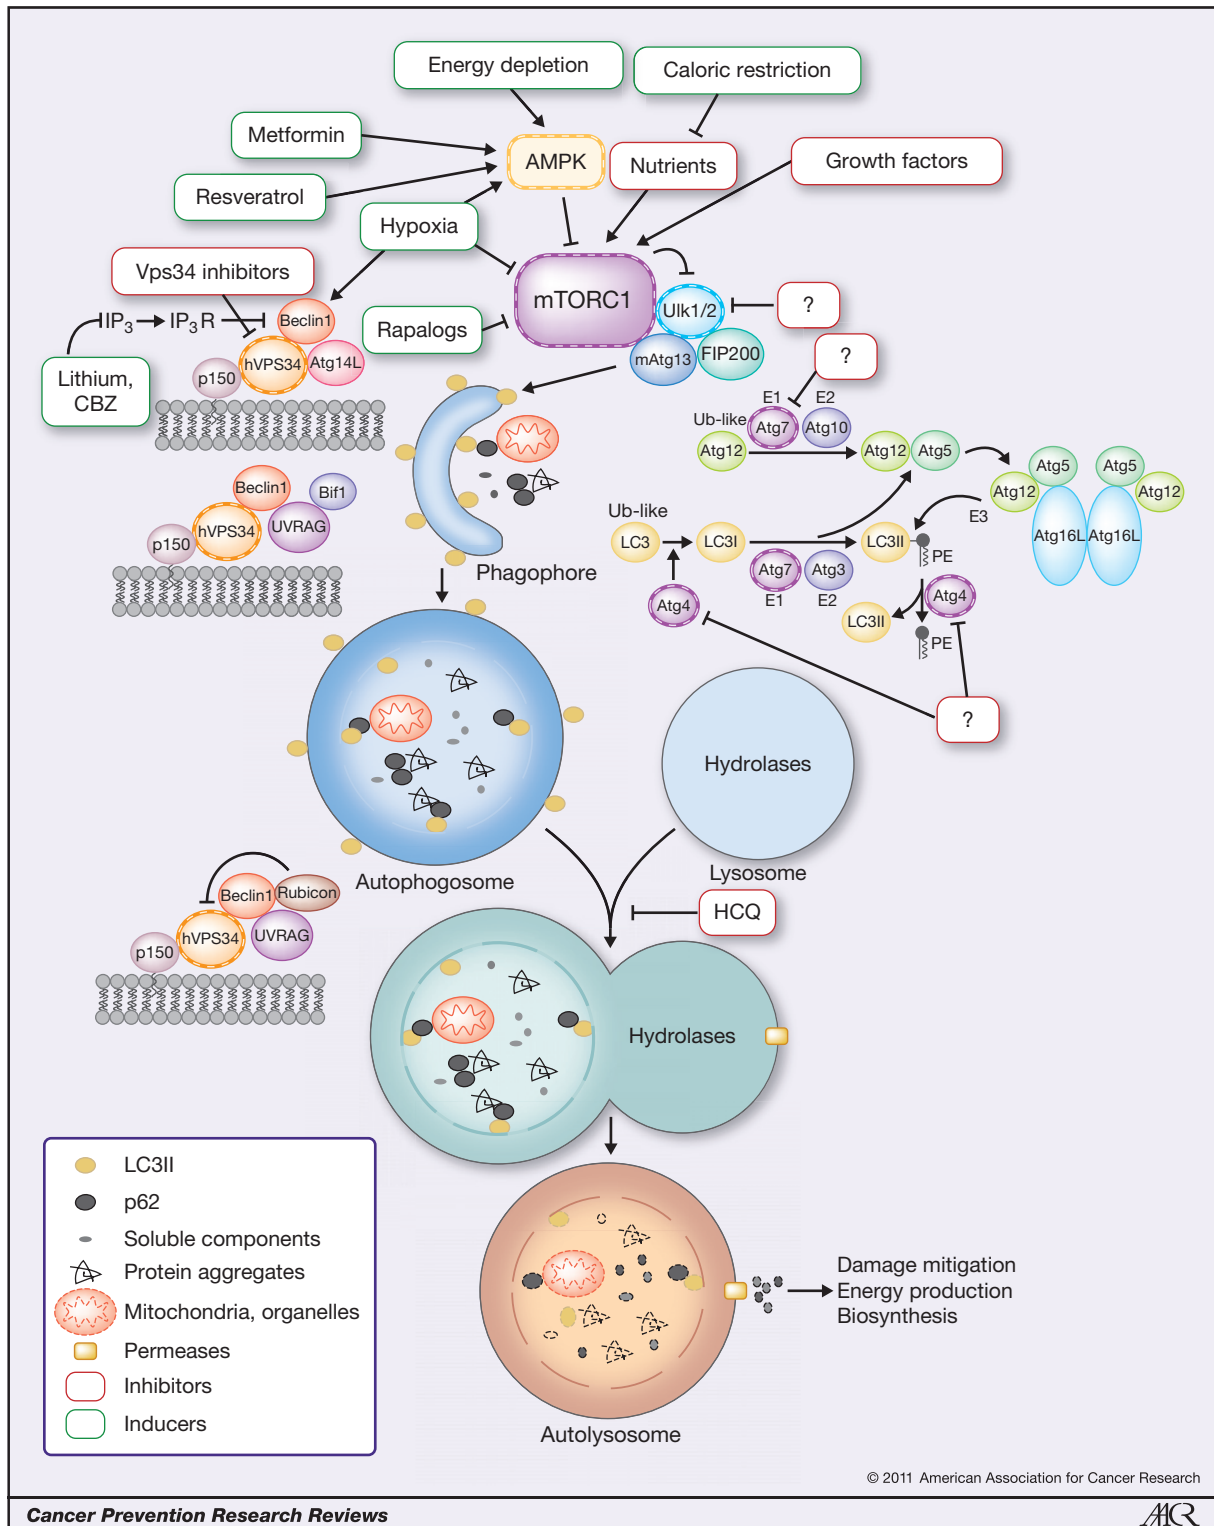 Energy depletion
Caloric restriction
Metformin
AMPK
Nutrients
Growth factors
Resveratrol
Hypoxia
Vps34 inhibitors
mTORC1
Ulk1/2
?
IP3
IP3R
Beclin1
Rapalogs
mAtg13
FIP200
?
p150
hVPS34
Atg14L
Lithium,
CBZ
E1
E2
Ub-like
Atg7
Atg10
Atg12
Atg12
Atg5
Atg5
Atg5
Atg12
Atg12
E3
Atg16L
Atg16L
Beclin1
Bif1
hVPS34
UVRAG
p150
Ub-like
LC3
LC3I
LC3II
PE
Atg7
Atg3
E1
E2
Phagophore
Atg4
Atg4
LC3II
PE
?
Hydrolases
Lysosome
Autophogosome
Beclin1
Rubicon
hVPS34
UVRAG
p150
HCQ
Hydrolases
LC3II
p62
Soluble components
Protein aggregates
Mitochondria, organelles
Permeases
Inhibitors
Inducers
Damage mitigation
Energy production
Biosynthesis
Autolysosome
© 2011 American Association for Cancer Research
Cancer Prevention Research Reviews
AACR